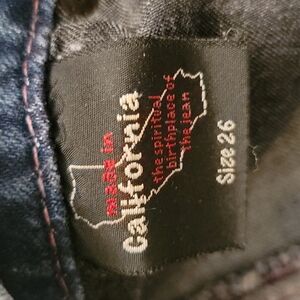 made in
California
the spiritual
birthplace of
the jean
Size 26